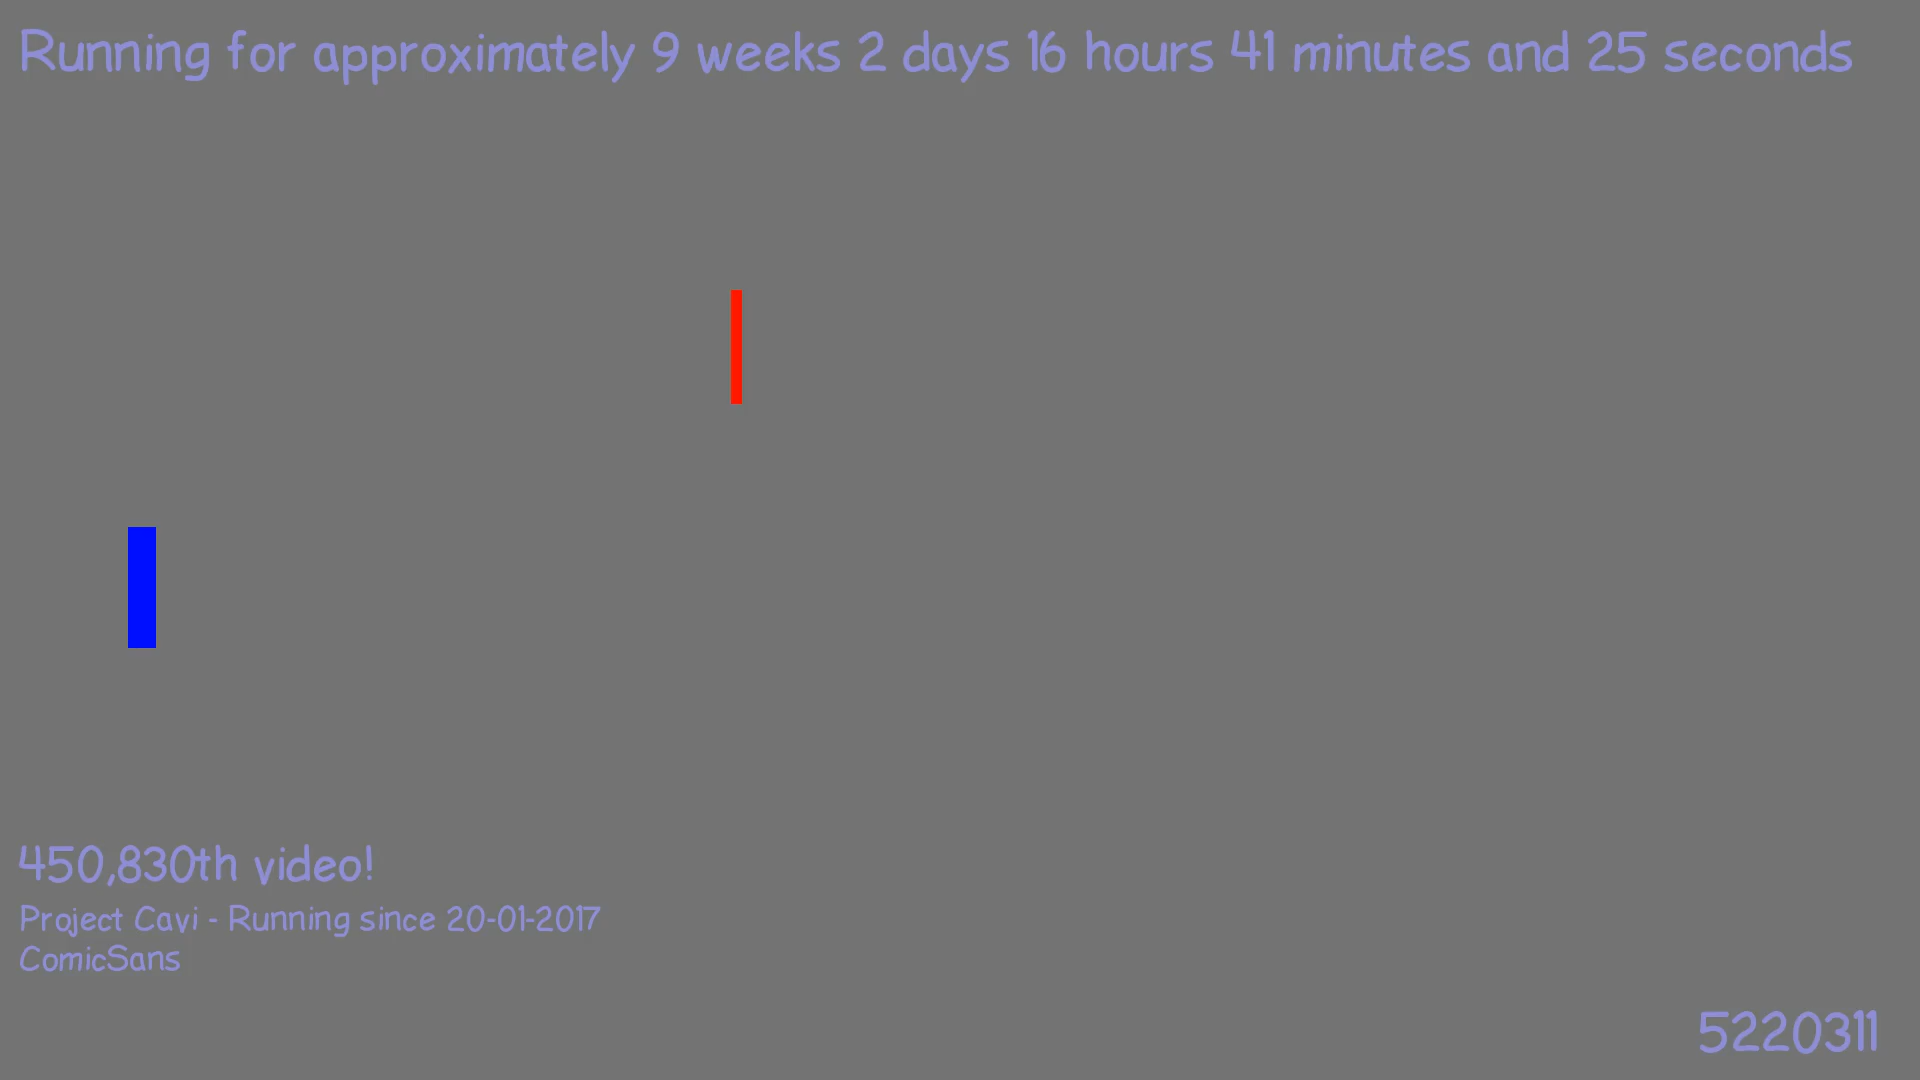 Running for approximately 9 weeks 2 days 16 hours 41 minutes and 25 seconds
450,830th video!
Project Cavi - Running since 20-01-2017
ComicSans
5220311